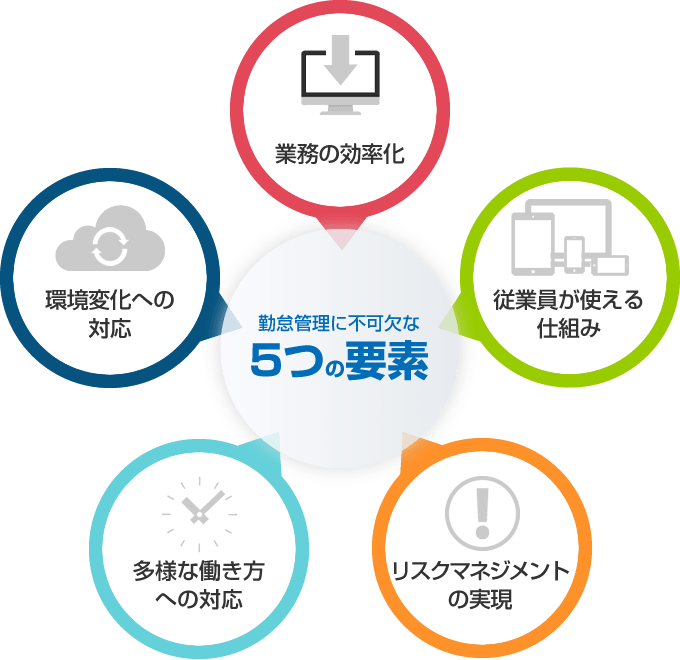 業務の効率化
環境変化への
対応
従業員が使える
仕組み
勤怠管理に不可欠な
5つの要素
多様な働き方
への対応
リスクマネジメント
の実現